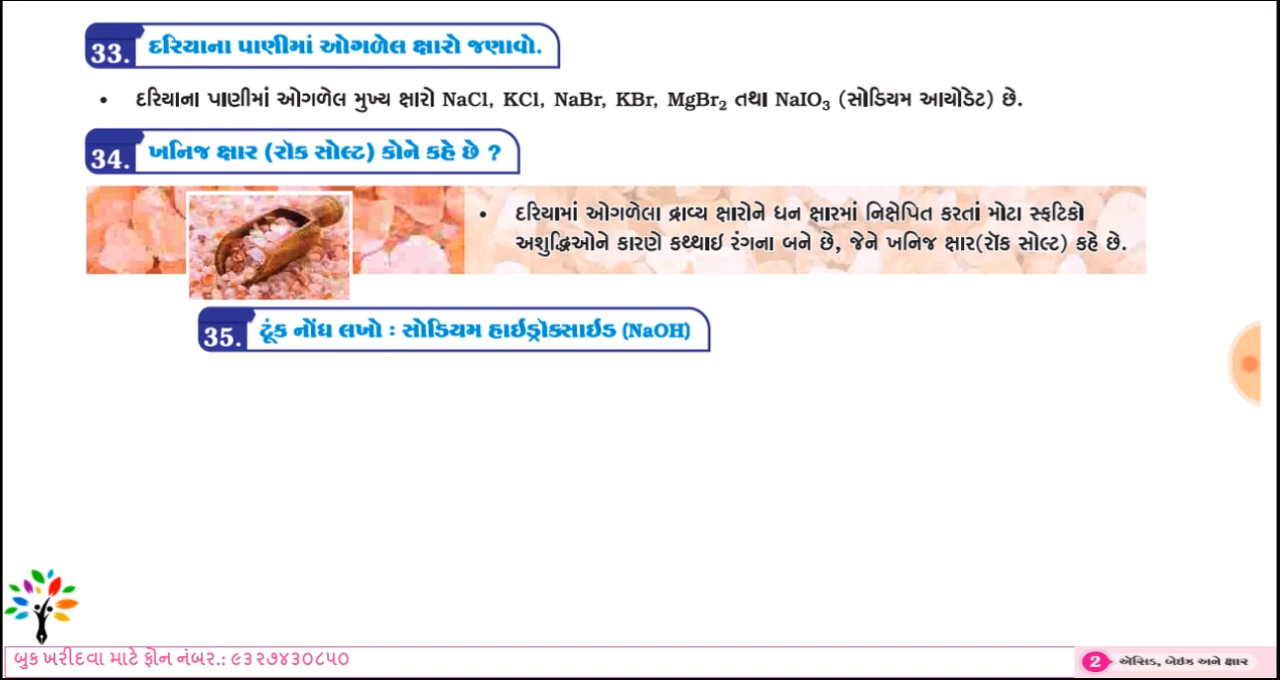 33. દરિયાના પાણીમાં ઓગળેલ ક્ષારો જણાવો.
• દરિયાના પાણીમાં ઓગળેલ મુખ્ય ક્ષારો NaCl, KCl, NaBr, KBr, MgBr₂ તથા NaIO₃ (સોડિયમ આયોડેટ) છે.
34. ખનિજ ક્ષાર (રૉક સોલ્ટ) કોને કહે છે ?
• દરિયામાં ઓગળેલા દ્રાવ્ય ક્ષારોને ઘન ક્ષારમાં નિક્ષેપિત કરતાં મોટા સ્ફટિકો
અશુદ્ધિઓને કારણે કથ્થાઇ રંગના બને છે, જેને ખનિજ ક્ષાર(રૉક સોલ્ટ) કહે છે.
35. ટૂંક નોંધ લખો : સોડિયમ હાઇડ્રૉક્સાઇડ (NaOH)
બુક ખરીદવા માટે ફોન નંબર.: ૯૩૨૭૪૩૦૮૫૦
2 ઍસિડ, બેઇઝ અને ક્ષાર